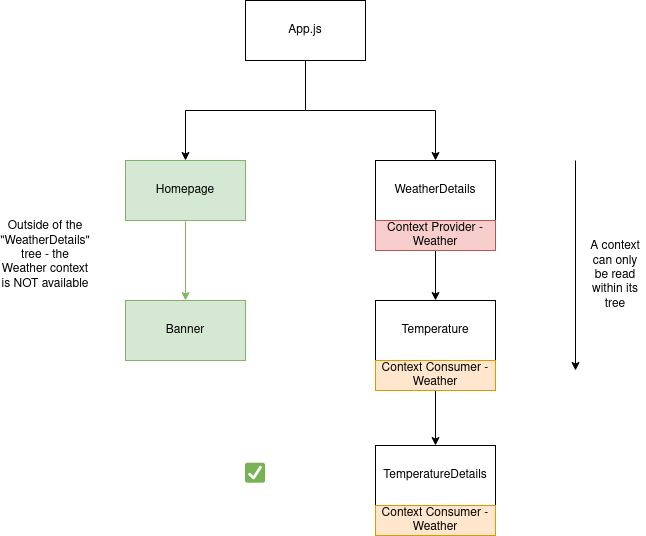 App.js
Homepage
WeatherDetails
Context Provider -
Weather
Outside of the
"WeatherDetails"
tree - the
Weather context
is NOT available
A context
can only
be read
within its
tree
Banner
Temperature
Context Consumer -
Weather
TemperatureDetails
Context Consumer -
Weather